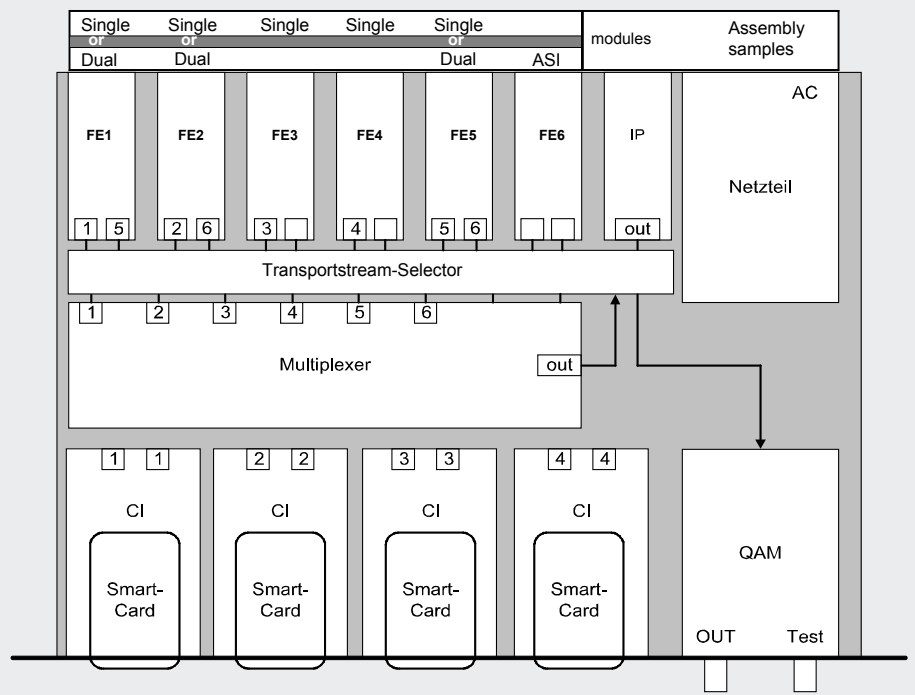 Single Single Single Single Single
or or or
Dual Dual Dual ASI
modules
Assembly
samples
FE1 FE2 FE3 FE4 FE5 FE6 IP
AC
Netzteil
1 5 2 6 3 4 5 6 out
Transportstream-Selector
1 2 3 4 5 6
Multiplexer
out
1 1 2 2 3 3 4 4
CI CI CI CI
Smart- Smart- Smart- Smart-
Card Card Card Card
QAM
OUT Test